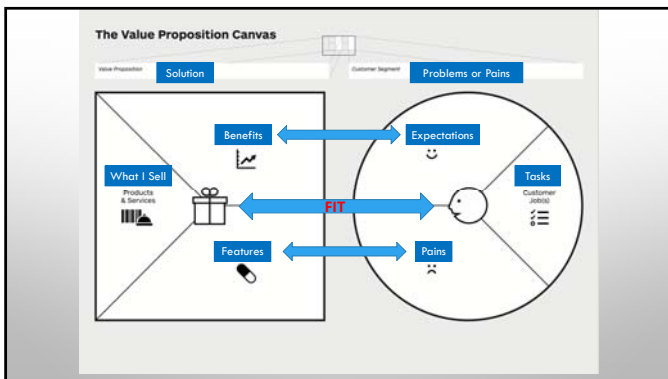 The Value Proposition Canvas
Value Proposition
Solution
Customer Segment
Problems or Pains
Benefits
Expectations
What I Sell
Products
& Services
FIT
Tasks
Customer
Job(s)
Features
Pains